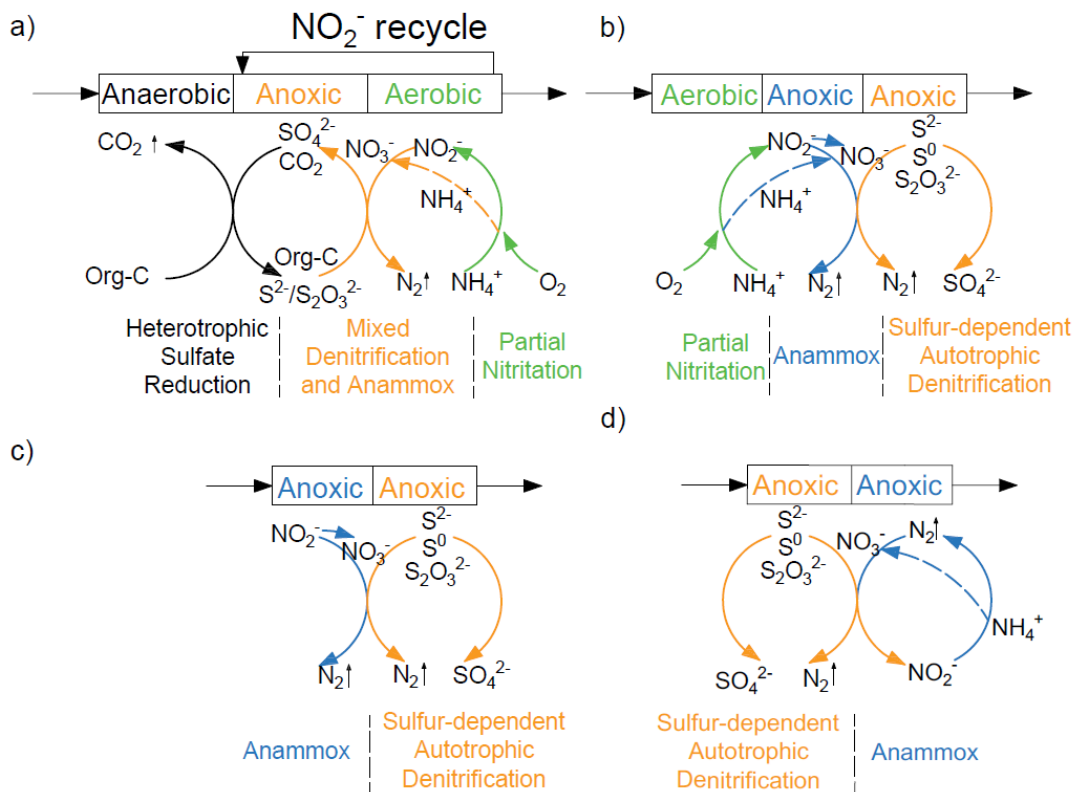 a)
NO₂⁻ recycle
Anaerobic Anoxic Aerobic
CO₂ ↑
SO₄²⁻
CO₂
NO₃⁻ NO₂⁻
NH₄⁺
Org-C
Org-C
S²⁻/S₂O₃²⁻
N₂↑ NH₄⁺ O₂
Heterotrophic
Sulfate
Reduction
Mixed
Denitrification
and Anammox
Partial
Nitritation
b)
Aerobic Anoxic Anoxic
NO₂⁻ NO₃⁻
S²⁻
S⁰
S₂O₃²⁻
NH₄⁺
O₂ NH₄⁺ N₂↑ N₂↑ SO₄²⁻
Partial
Nitritation
Anammox
Sulfur-dependent
Autotrophic
Denitrification
c)
Anoxic Anoxic
NO₂⁻ NO₃⁻
S²⁻
S⁰
S₂O₃²⁻
N₂↑ N₂↑ SO₄²⁻
Anammox
Sulfur-dependent
Autotrophic
Denitrification
d)
Anoxic Anoxic
S²⁻
S⁰
S₂O₃²⁻
NO₃⁻ N₂↑
NH₄⁺
SO₄²⁻ N₂↑ NO₂⁻
Sulfur-dependent
Autotrophic
Denitrification
Anammox